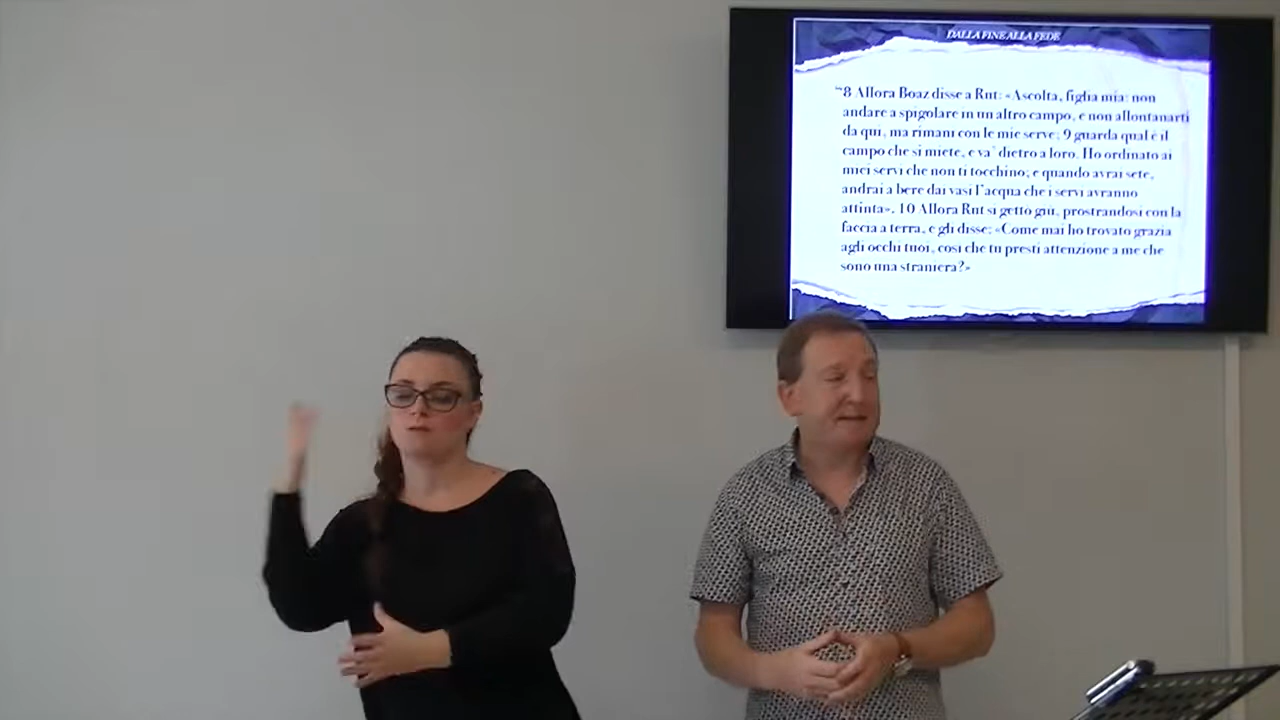 DALLA FINE ALLA FEDE
"8 Allora Boaz disse a Rut: «Ascolta, figlia mia: non
andare a spigolare in un altro campo, e non allontanarti
da qui, ma rimani con le mie serve; 9 guarda qual è il
campo che si miete, e va' dietro a loro. Ho ordinato ai
miei servi che non ti tocchino; e quando avrai sete,
andrai a bere dai vasi l'acqua che i servi avranno
attinta». 10 Allora Rut si gettò giù, prostrandosi con la
faccia a terra, e gli disse: «Come mai ho trovato grazia
agli occhi tuoi, così che tu presti attenzione a me che
sono una straniera?»